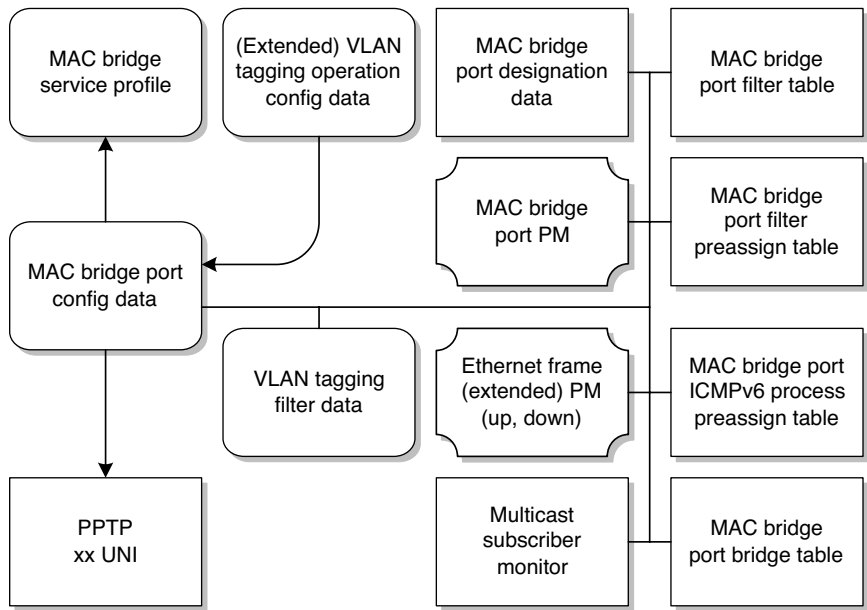 MAC bridge
service profile
(Extended) VLAN
tagging operation
config data
MAC bridge
port designation
data
MAC bridge
port filter table
MAC bridge
port PM
MAC bridge
port filter
preassign table
MAC bridge port
config data
VLAN tagging
filter data
Ethernet frame
(extended) PM
(up, down)
MAC bridge port
ICMPv6 process
preassign table
PPTP
xx UNI
Multicast
subscriber
monitor
MAC bridge
port bridge table